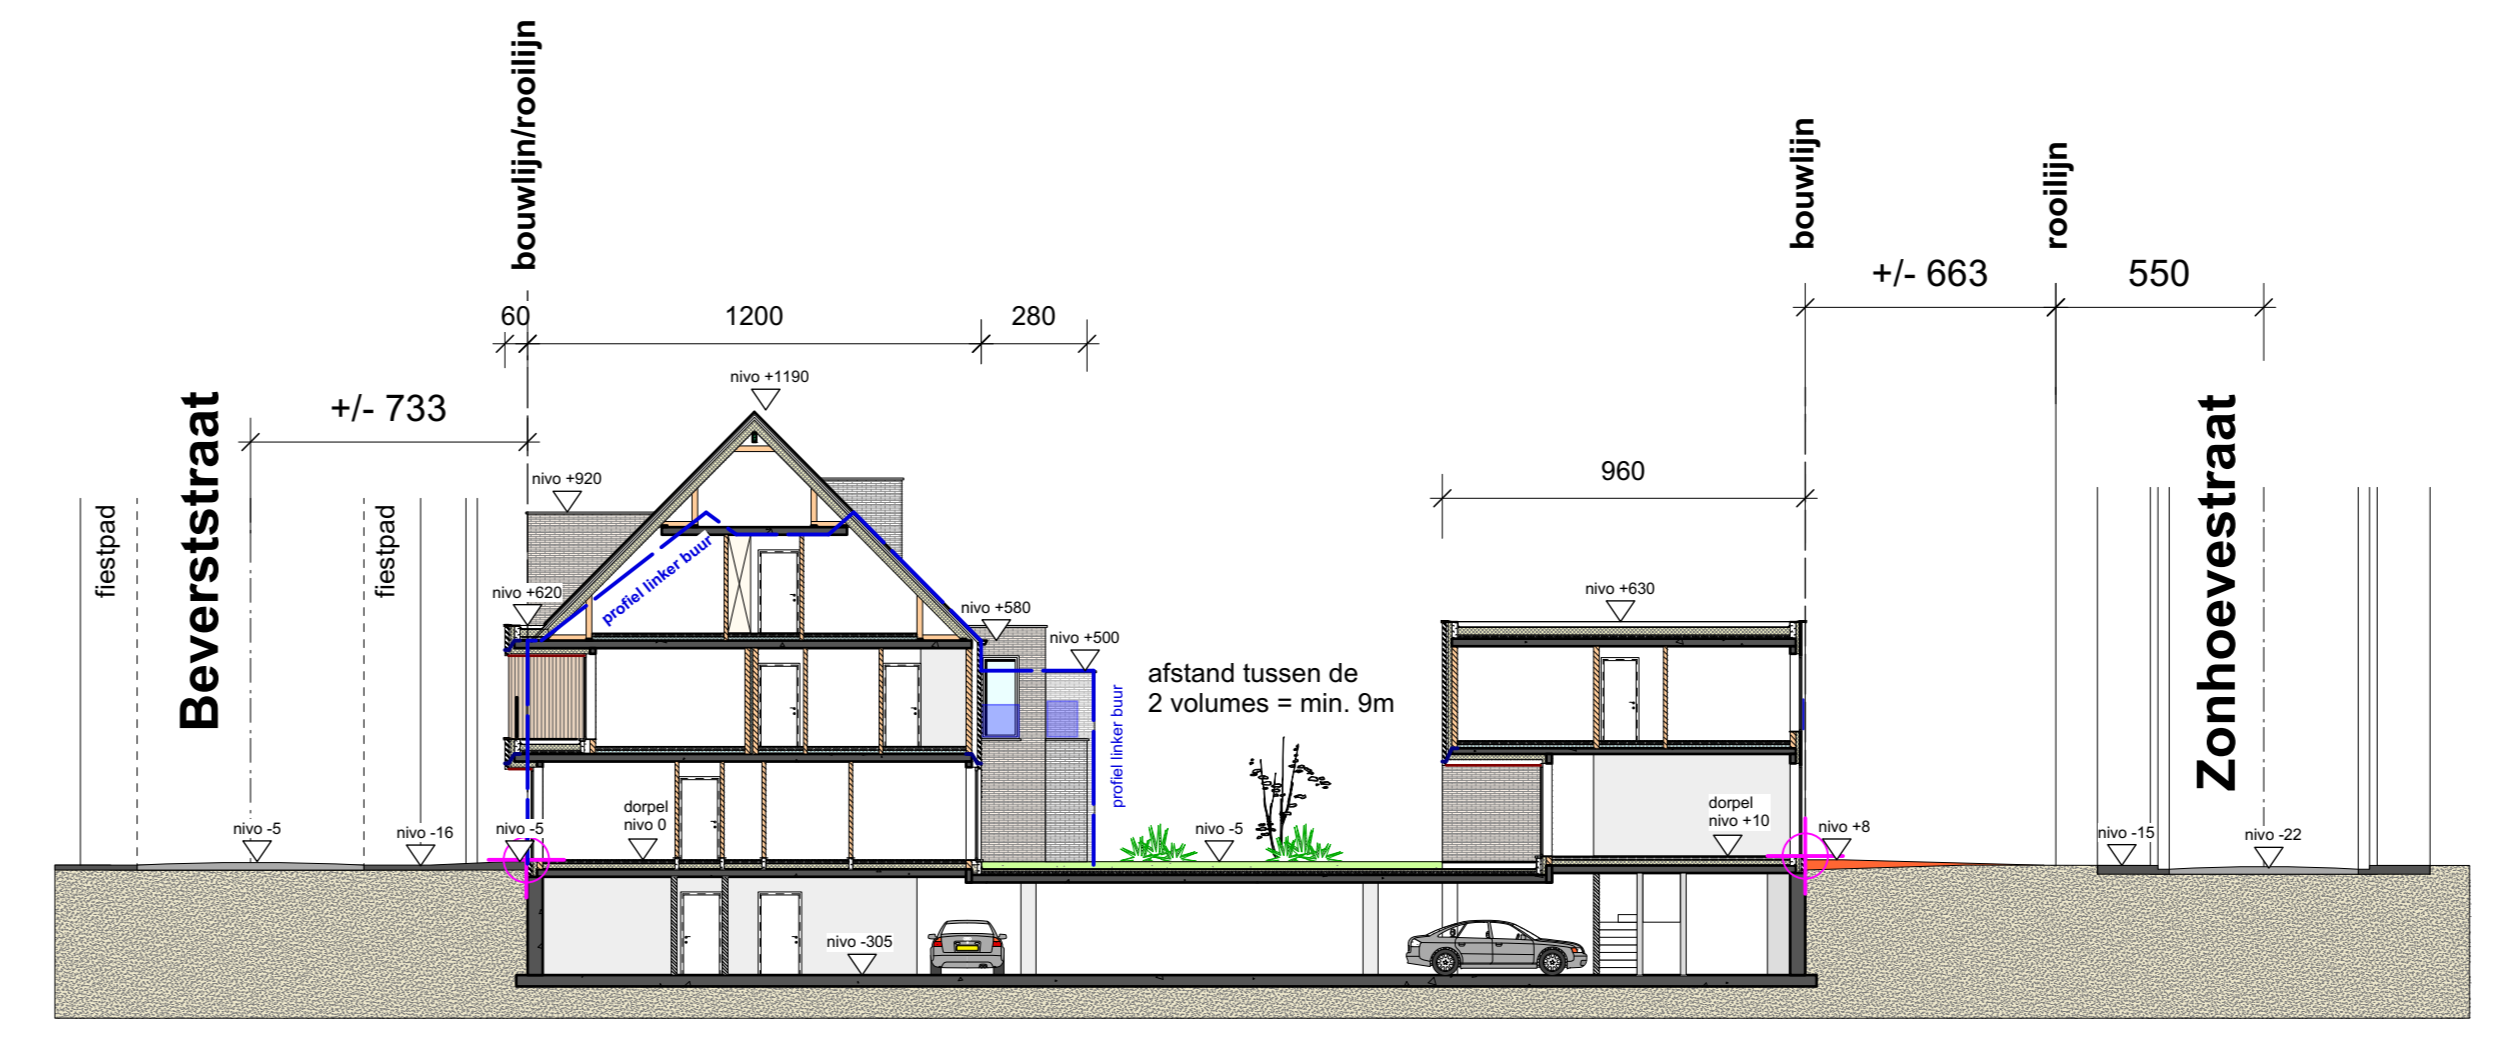 bouwlijn/rooilijn
bouwlijn
rooilijn
+/- 663
550
60
1200
280
nivo +1190
+/- 733
960
Beverststraat
Zonhoevestraat
fiestpad
fiestpad
nivo +920
profiel linker buur
nivo +620
nivo +580
nivo +500
nivo +630
afstand tussen de
2 volumes = min. 9m
profiel linker buur
dorpel
nivo 0
dorpel
nivo +10
nivo -5
nivo -16
nivo -5
nivo -5
nivo +8
nivo -15
nivo -22
nivo -305